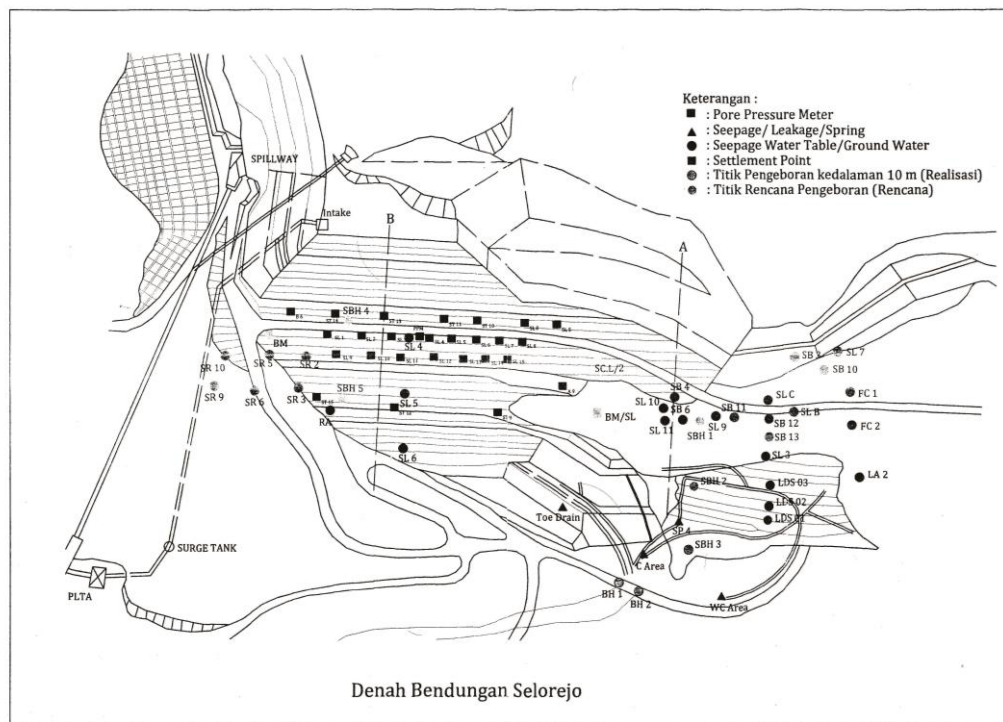 Keterangan :
: Pore Pressure Meter
: Seepage/ Leakage/Spring
: Seepage Water Table/Ground Water
: Settlement Point
: Titik Pengeboran kedalaman 10 m (Realisasi)
: Titik Rencana Pengeboran (Rencana)
SPILLWAY
Intake
B
A
SBH 4
SL 4
BM
SR 10
SR 5
SR 2
SR 9
SR 6
SR 3
SBH 5
SL 5
RA
SL 6
SC.L/2
SB 4
SL 10
SB 6
SL 11
SBH 1
SL 9
SB 11
BM/SL
SL 7
SB 10
SL C
FC 1
SL B
SB 12
FC 2
SB 13
SL 3
LA 2
SBH 2
LDS 03
LDS 02
LDS 01
Toe Drain
SP 4
C Area
SBH 3
BH 1
BH 2
WC Area
SURGE TANK
PLTA
Denah Bendungan Selorejo